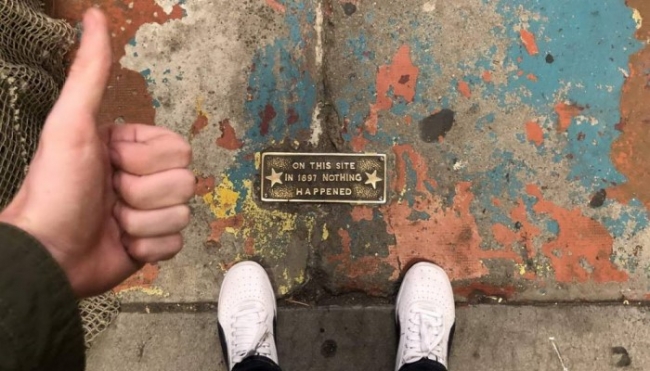 ON THIS SITE
IN 1897 NOTHING
HAPPENED